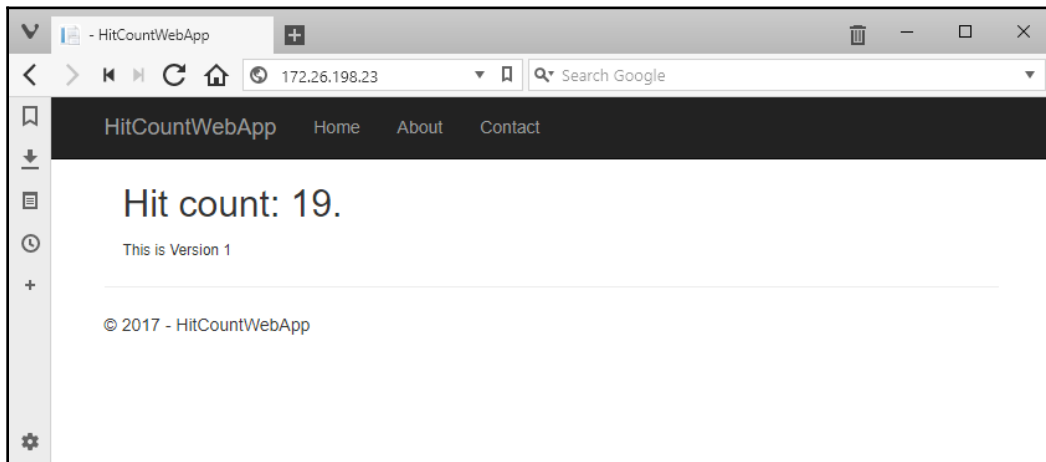 - HitCountWebApp
172.26.198.23
Search Google
HitCountWebApp Home About Contact
Hit count: 19.
This is Version 1
© 2017 - HitCountWebApp